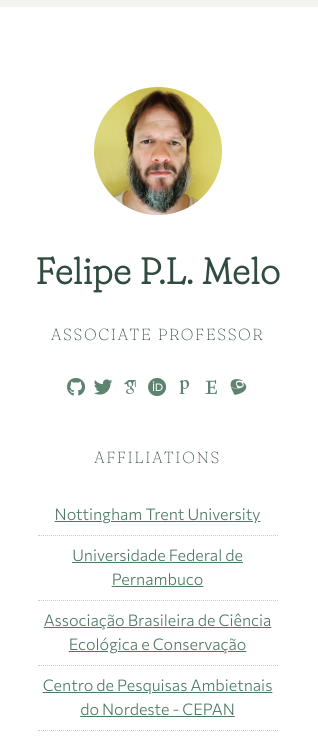 Felipe P.L. Melo
ASSOCIATE PROFESSOR
iD P E
AFFILIATIONS
Nottingham Trent University
Universidade Federal de
Pernambuco
Associação Brasileira de Ciência
Ecológica e Conservação
Centro de Pesquisas Ambietnais
do Nordeste - CEPAN